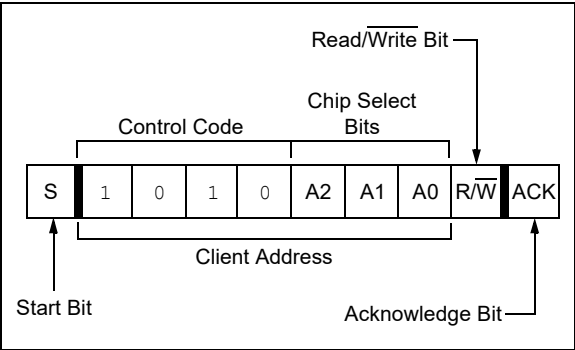 Read/Write Bit
Chip Select
Bits
Control Code
S 1 0 1 0 A2 A1 A0 R/W ACK
Client Address
Start Bit
Acknowledge Bit